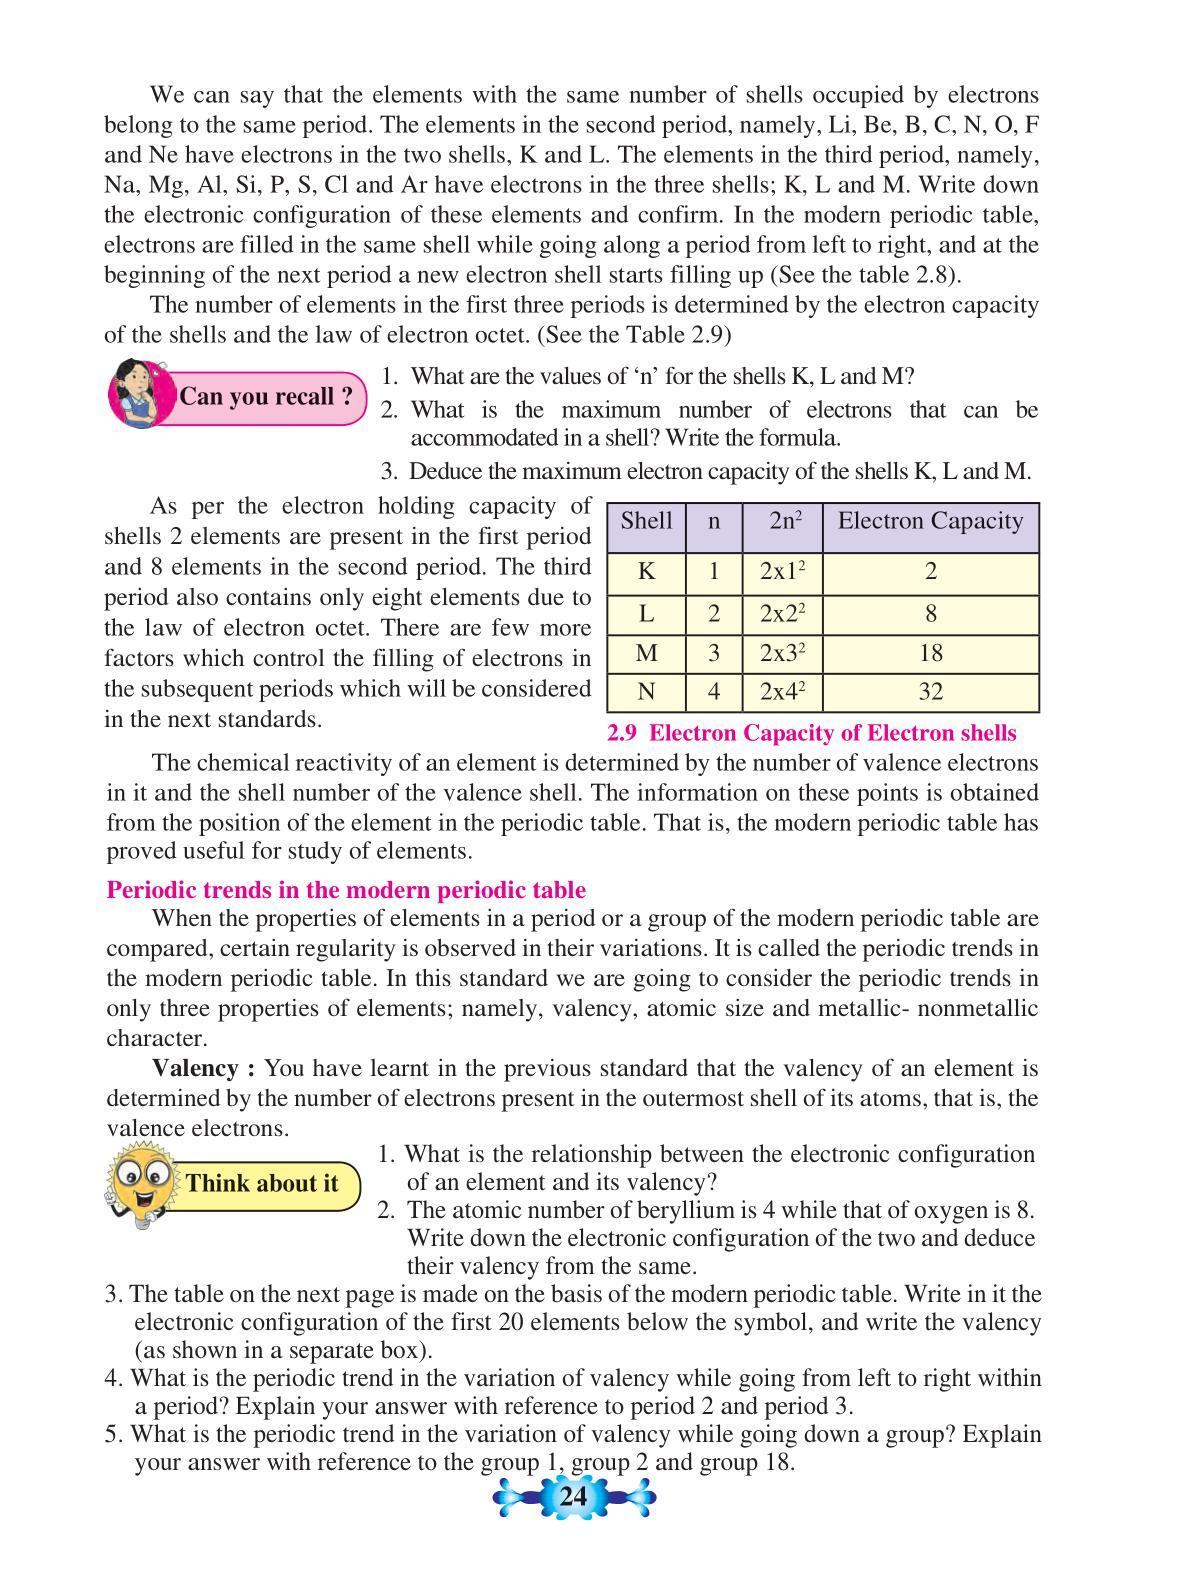 We can say that the elements with the same number of shells occupied by electrons
belong to the same period. The elements in the second period, namely, Li, Be, B, C, N, O, F
and Ne have electrons in the two shells, K and L. The elements in the third period, namely,
Na, Mg, Al, Si, P, S, Cl and Ar have electrons in the three shells; K, L and M. Write down
the electronic configuration of these elements and confirm. In the modern periodic table,
electrons are filled in the same shell while going along a period from left to right, and at the
beginning of the next period a new electron shell starts filling up (See the table 2.8).
The number of elements in the first three periods is determined by the electron capacity
of the shells and the law of electron octet. (See the Table 2.9)
Can you recall ?
1. What are the values of ‘n’ for the shells K, L and M?
2. What is the maximum number of electrons that can be
accommodated in a shell? Write the formula.
3. Deduce the maximum electron capacity of the shells K, L and M.
As per the electron holding capacity of
shells 2 elements are present in the first period
and 8 elements in the second period. The third
period also contains only eight elements due to
the law of electron octet. There are few more
factors which control the filling of electrons in
the subsequent periods which will be considered
in the next standards.
Shell n 2n² Electron Capacity
K 1 2x1² 2
L 2 2x2² 8
M 3 2x3² 18
N 4 2x4² 32
2.9 Electron Capacity of Electron shells
The chemical reactivity of an element is determined by the number of valence electrons
in it and the shell number of the valence shell. The information on these points is obtained
from the position of the element in the periodic table. That is, the modern periodic table has
proved useful for study of elements.
Periodic trends in the modern periodic table
When the properties of elements in a period or a group of the modern periodic table are
compared, certain regularity is observed in their variations. It is called the periodic trends in
the modern periodic table. In this standard we are going to consider the periodic trends in
only three properties of elements; namely, valency, atomic size and metallic- nonmetallic
character.
Valency : You have learnt in the previous standard that the valency of an element is
determined by the number of electrons present in the outermost shell of its atoms, that is, the
valence electrons.
Think about it
1. What is the relationship between the electronic configuration
of an element and its valency?
2. The atomic number of beryllium is 4 while that of oxygen is 8.
Write down the electronic configuration of the two and deduce
their valency from the same.
3. The table on the next page is made on the basis of the modern periodic table. Write in it the
electronic configuration of the first 20 elements below the symbol, and write the valency
(as shown in a separate box).
4. What is the periodic trend in the variation of valency while going from left to right within
a period? Explain your answer with reference to period 2 and period 3.
5. What is the periodic trend in the variation of valency while going down a group? Explain
your answer with reference to the group 1, group 2 and group 18.
24